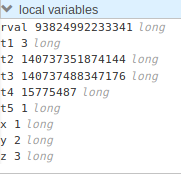 local variables
rval 93824992233341 long
t1 3 long
t2 140737351874144 long
t3 140737488347176 long
t4 15775487 long
t5 1 long
x 1 long
y 2 long
z 3 long